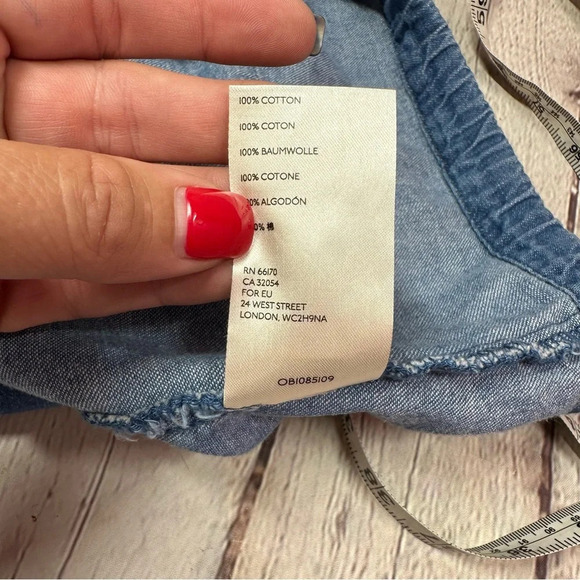 100% COTTON
100% COTON
100% BAUMWOLLE
100% COTONE
0% ALGODÓN
0% 棉
RN 66170
CA 32054
FOR EU
24 WEST STREET
LONDON, WC2H9NA
OB1085109